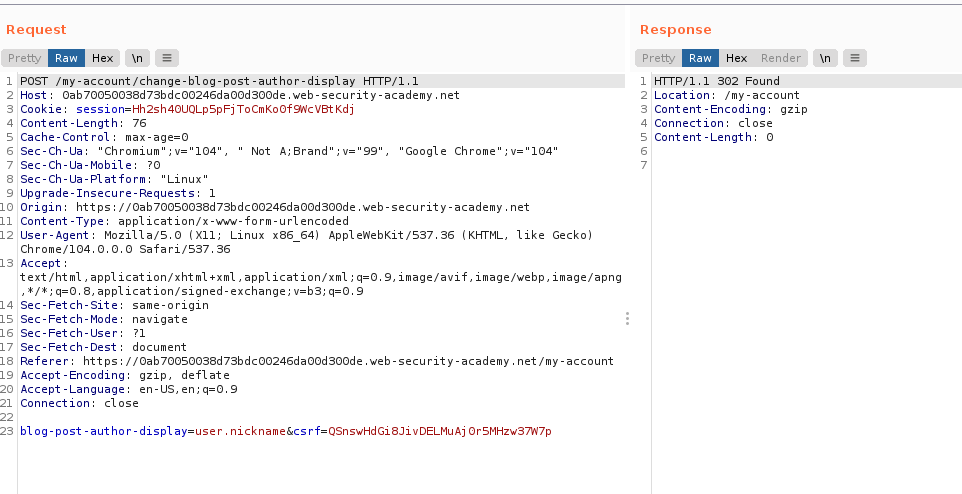 Request
Pretty Raw Hex \n ≡
1 POST /my-account/change-blog-post-author-display HTTP/1.1
2 Host: 0ab70050038d73bdc00246da00d300de.web-security-academy.net
3 Cookie: session=Hh2sh4OUQLp5pFjToCmKo0f9WcVBtKdj
4 Content-Length: 76
5 Cache-Control: max-age=0
6 Sec-Ch-Ua: "Chromium";v="104", " Not A;Brand";v="99", "Google Chrome";v="104"
7 Sec-Ch-Ua-Mobile: ?0
8 Sec-Ch-Ua-Platform: "Linux"
9 Upgrade-Insecure-Requests: 1
10 Origin: https://0ab70050038d73bdc00246da00d300de.web-security-academy.net
11 Content-Type: application/x-www-form-urlencoded
12 User-Agent: Mozilla/5.0 (X11; Linux x86_64) AppleWebKit/537.36 (KHTML, like Gecko)
Chrome/104.0.0.0 Safari/537.36
13 Accept:
text/html,application/xhtml+xml,application/xml;q=0.9,image/avif,image/webp,image/apng
,*/*;q=0.8,application/signed-exchange;v=b3;q=0.9
14 Sec-Fetch-Site: same-origin
15 Sec-Fetch-Mode: navigate
16 Sec-Fetch-User: ?1
17 Sec-Fetch-Dest: document
18 Referer: https://0ab70050038d73bdc00246da00d300de.web-security-academy.net/my-account
19 Accept-Encoding: gzip, deflate
20 Accept-Language: en-US,en;q=0.9
21 Connection: close
22
23 blog-post-author-display=user.nickname&csrf=QSnswHdGi8JivDELMuAj0r5MHzw37W7p
Response
Pretty Raw Hex Render \n ≡
1 HTTP/1.1 302 Found
2 Location: /my-account
3 Content-Encoding: gzip
4 Connection: close
5 Content-Length: 0
6
7